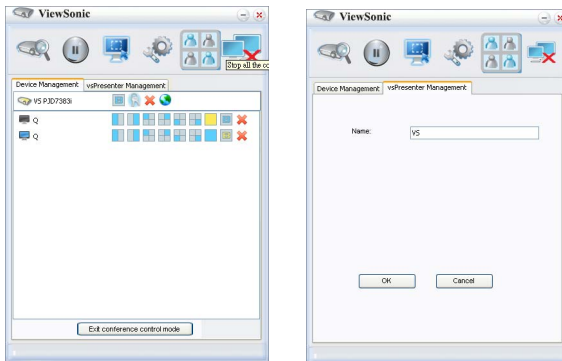 ViewSonic
Stop all the co
Device Management vsPresenter Management
VS PJD7383i
Q
Q
Exit conference control mode
ViewSonic
Device Management vsPresenter Management
Name: VS
OK Cancel